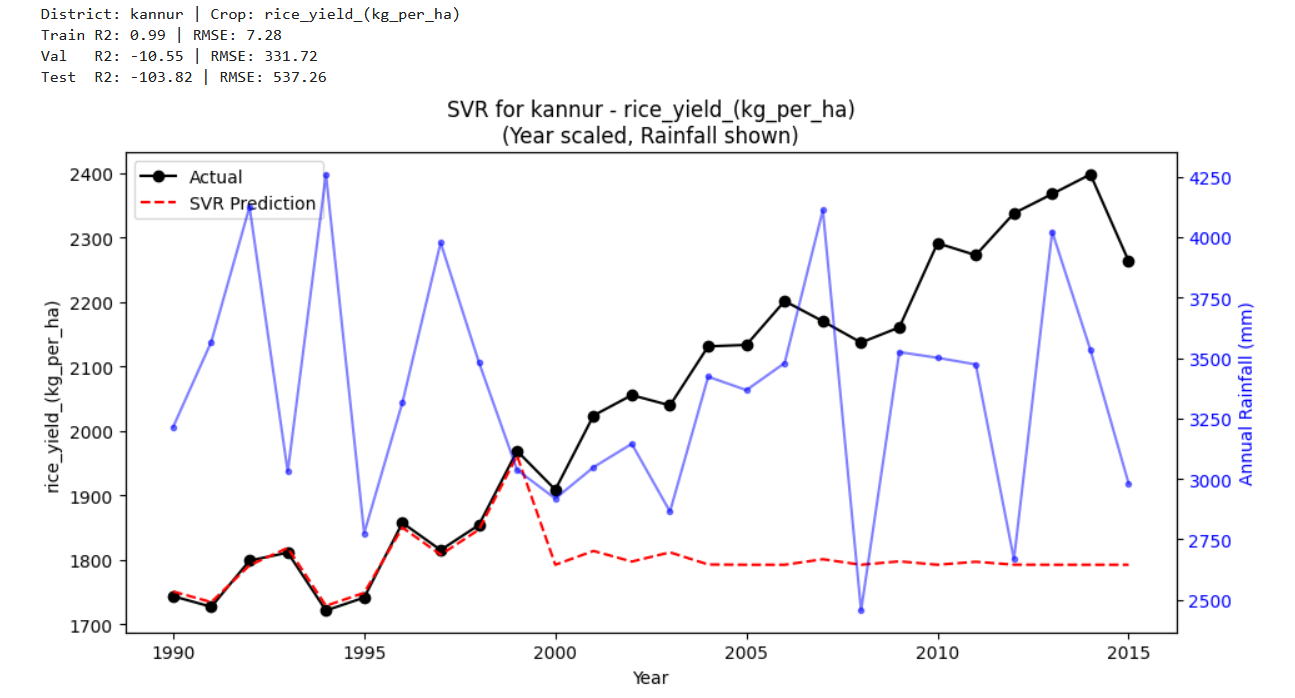 District: kannur | Crop: rice_yield_(kg_per_ha)
Train R2: 0.99 | RMSE: 7.28
Val   R2: -10.55 | RMSE: 331.72
Test  R2: -103.82 | RMSE: 537.26
SVR for kannur - rice_yield_(kg_per_ha)
(Year scaled, Rainfall shown)
Actual
SVR Prediction
rice_yield_(kg_per_ha)
2400
2300
2200
2100
2000
1900
1800
1700
1990
1995
2000
2005
2010
2015
Year
4250
4000
3750
3500
3250
3000
2750
2500
Annual Rainfall (mm)